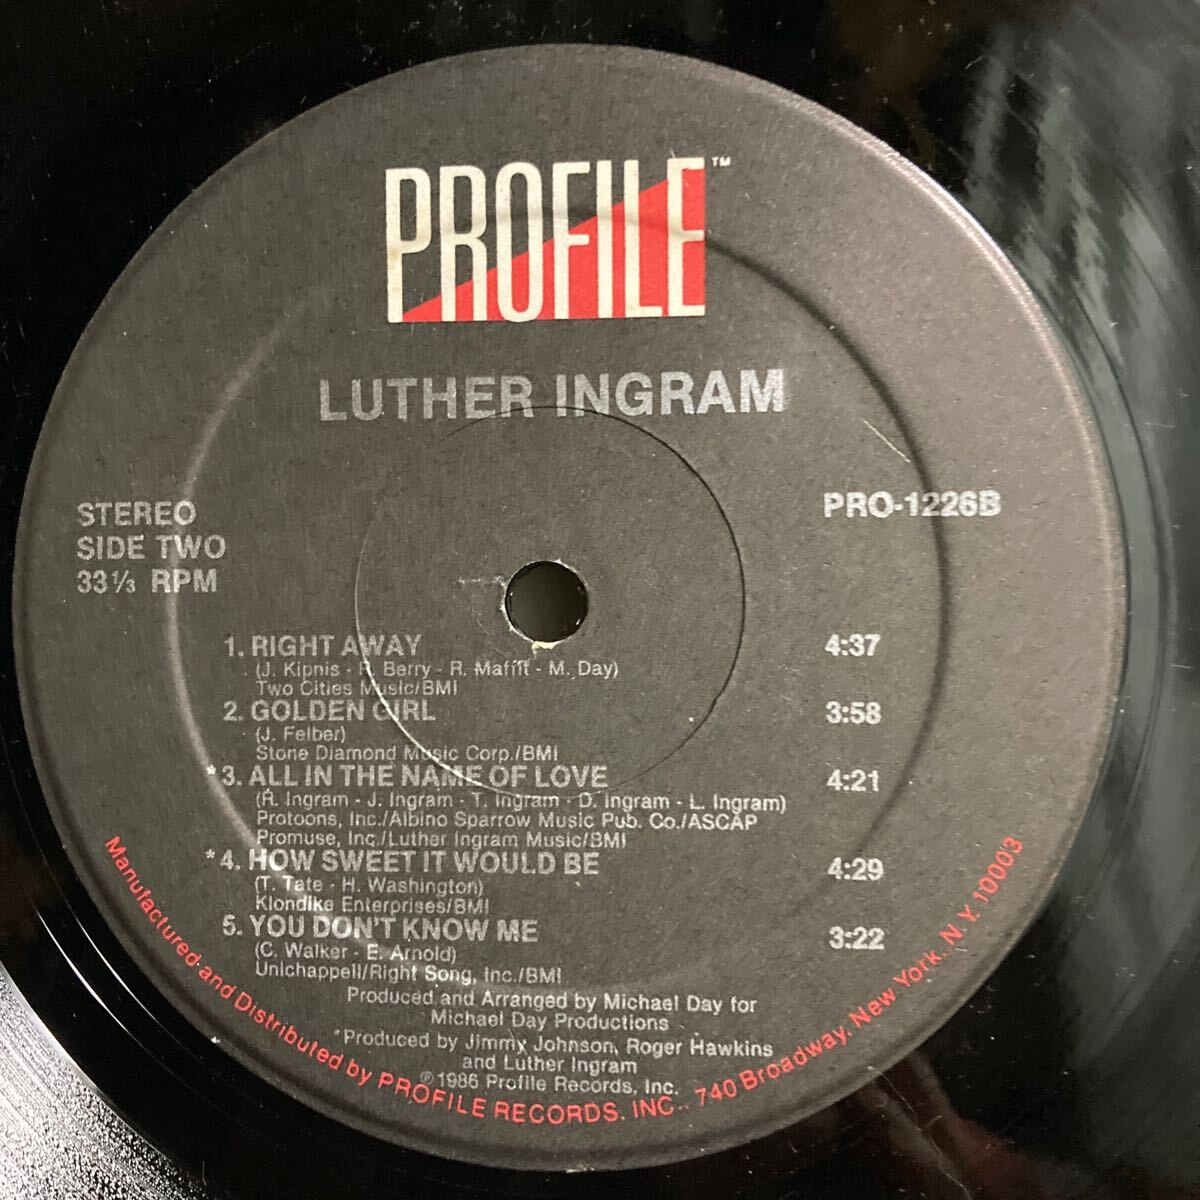 PROFILE™
LUTHER INGRAM
STEREO
SIDE TWO
33⅓ RPM
PRO-1226B
1. RIGHT AWAY 4:37
(J. Kipnis - R. Berry - R. Mafiit - M. Day)
Two Cities Music/BMI
2. GOLDEN GIRL 3:58
(J. Felber)
Stone Diamond Music Corp./BMI
*3. ALL IN THE NAME OF LOVE 4:21
(R. Ingram - J. Ingram - T. Ingram - D. Ingram - L. Ingram)
Protoons, Inc./Albino Sparrow Music Pub. Co./ASCAP
Promuse, Inc./Luther Ingram Music/BMI
*4. HOW SWEET IT WOULD BE 4:29
(T. Tate - H. Washington)
Klondike Enterprises/BMI
5. YOU DON'T KNOW ME 3:22
(C. Walker - E. Arnold)
Unichappell/Right Song, Inc./BMI
Produced and Arranged by Michael Day for
Michael Day Productions
*Produced by Jimmy Johnson, Roger Hawkins
and Luther Ingram
℗1986 Profile Records, Inc.
Manufactured and Distributed by PROFILE RECORDS, INC., 740 Broadway, New York, N.Y. 10003